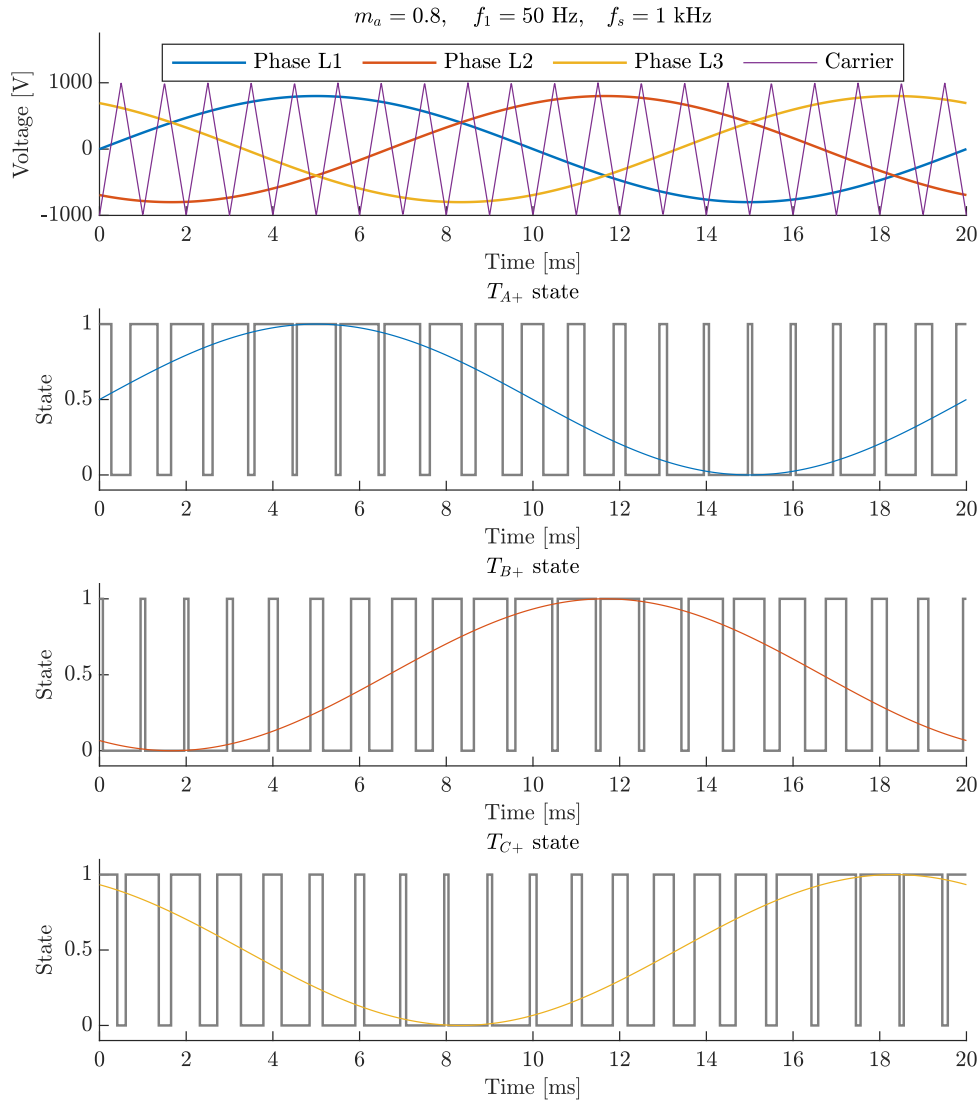 m_a = 0.8, f_1 = 50 Hz, f_s = 1 kHz
Phase L1 Phase L2 Phase L3 Carrier
Voltage [V]
1000
0
-1000
0 2 4 6 8 10 12 14 16 18 20
Time [ms]
T_{A+} state
State
1
0.5
0
0 2 4 6 8 10 12 14 16 18 20
Time [ms]
T_{B+} state
State
1
0.5
0
0 2 4 6 8 10 12 14 16 18 20
Time [ms]
T_{C+} state
State
1
0.5
0
0 2 4 6 8 10 12 14 16 18 20
Time [ms]